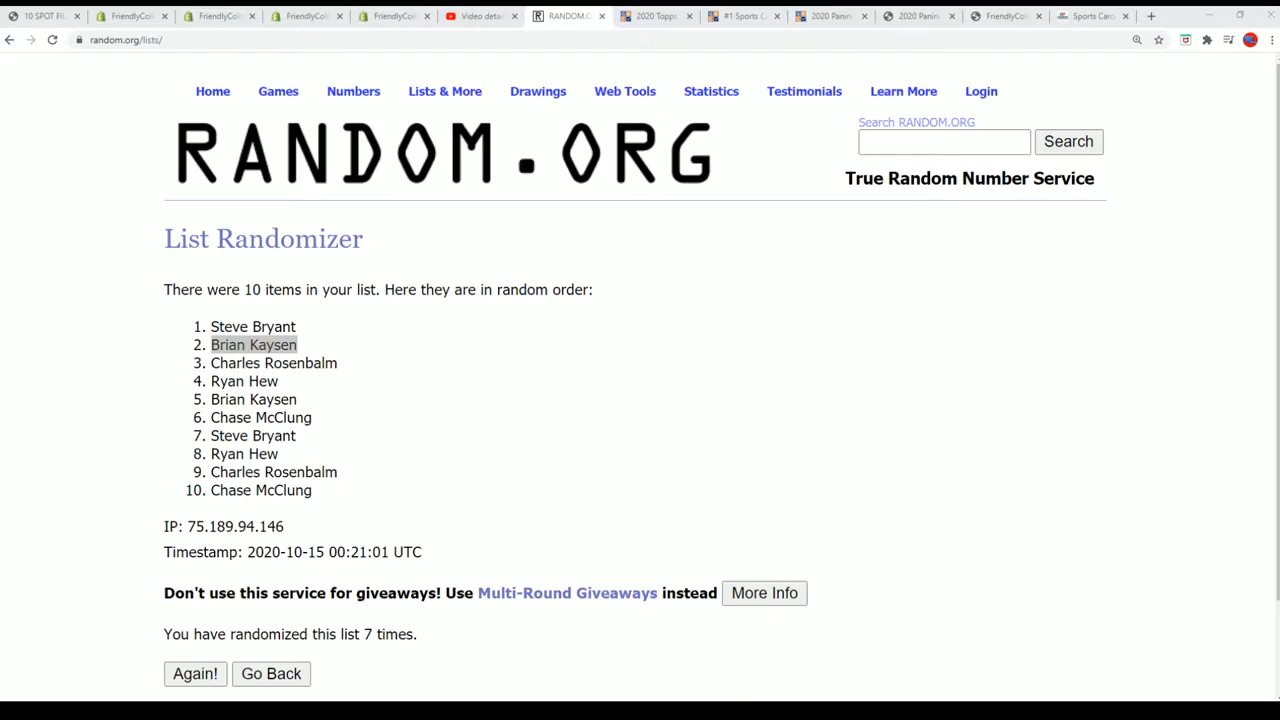 10 SPOT FIL
FriendlyColl
FriendlyColl
FriendlyColl
FriendlyColl
Video detai
RANDOM.O
2020 Topps
#1 Sports Ca
2020 Panin
2020 Panin
FriendlyColl
Sports Card
random.org/lists/
Home Games Numbers Lists & More Drawings Web Tools Statistics Testimonials Learn More Login
RANDOM.ORG
Search RANDOM.ORG
Search
True Random Number Service
List Randomizer
There were 10 items in your list. Here they are in random order:
1. Steve Bryant
2. Brian Kaysen
3. Charles Rosenbalm
4. Ryan Hew
5. Brian Kaysen
6. Chase McClung
7. Steve Bryant
8. Ryan Hew
9. Charles Rosenbalm
10. Chase McClung
IP: 75.189.94.146
Timestamp: 2020-10-15 00:21:01 UTC
Don't use this service for giveaways! Use Multi-Round Giveaways instead More Info
You have randomized this list 7 times.
Again! Go Back